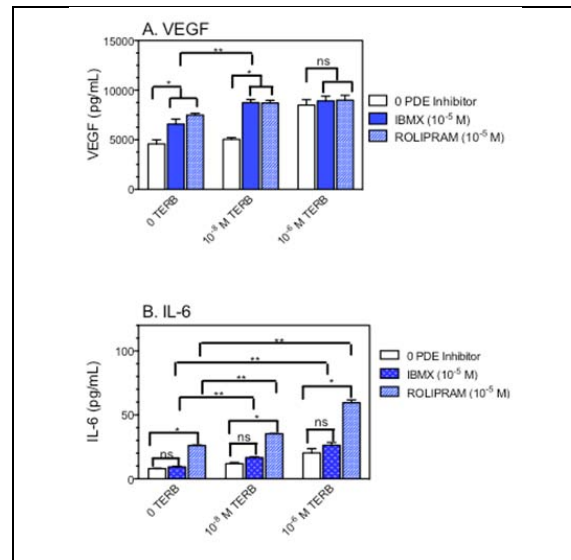 A. VEGF
15000
10000
5000
0
VEGF (pg/mL)
*
**
*
ns
0 PDE Inhibitor
IBMX (10⁻⁵ M)
ROLIPRAM (10⁻⁵ M)
0 TERB
10⁻⁸ M TERB
10⁻⁶ M TERB
B. IL-6
100
50
0
IL-6 (pg/mL)
**
**
**
**
*
ns
*
ns
*
ns
0 PDE Inhibitor
IBMX (10⁻⁵ M)
ROLIPRAM (10⁻⁵ M)
0 TERB
10⁻⁸ M TERB
10⁻⁶ M TERB